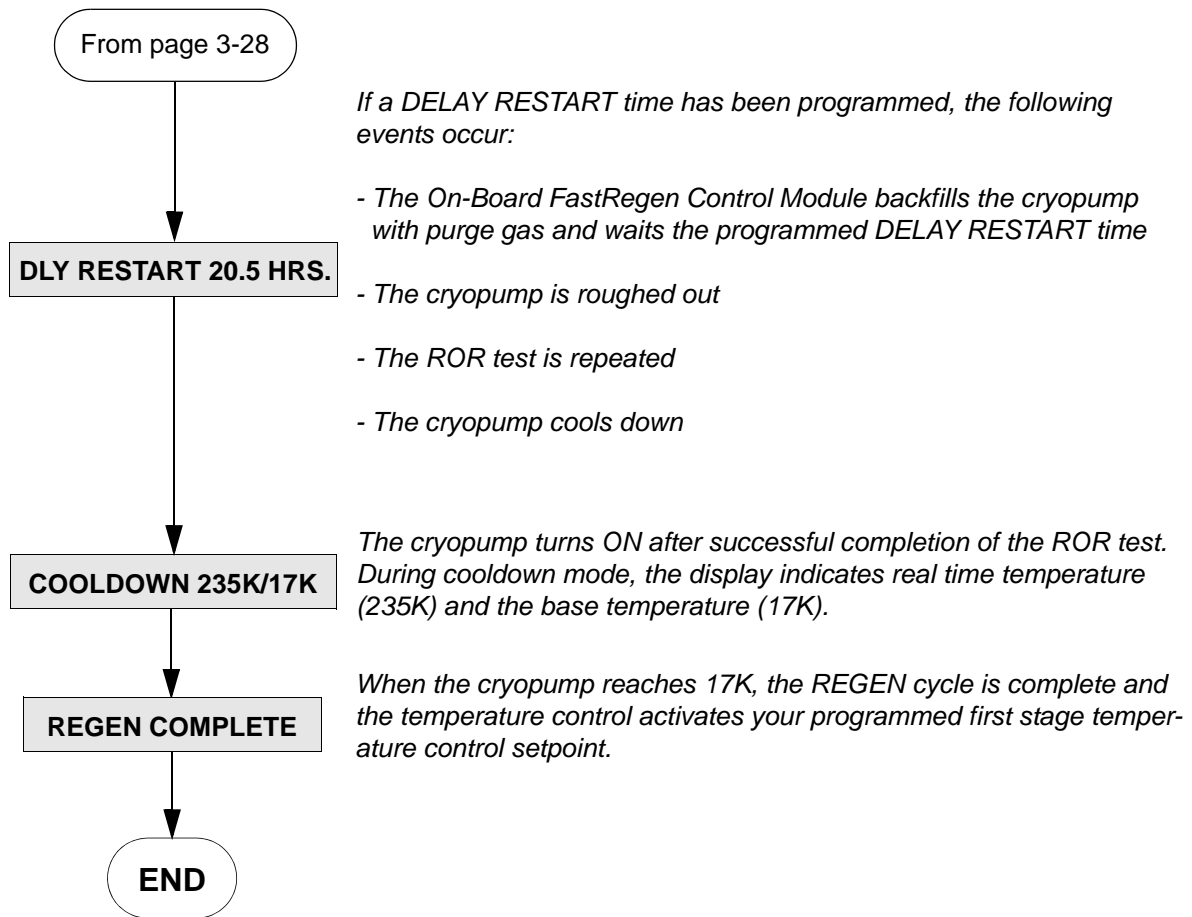 From page 3-28
If a DELAY RESTART time has been programmed, the following
events occur:
- The On-Board FastRegen Control Module backfills the cryopump
with purge gas and waits the programmed DELAY RESTART time
DLY RESTART 20.5 HRS.
- The cryopump is roughed out
- The ROR test is repeated
- The cryopump cools down
The cryopump turns ON after successful completion of the ROR test.
During cooldown mode, the display indicates real time temperature
(235K) and the base temperature (17K).
COOLDOWN 235K/17K
When the cryopump reaches 17K, the REGEN cycle is complete and
the temperature control activates your programmed first stage temper-
ature control setpoint.
REGEN COMPLETE
END